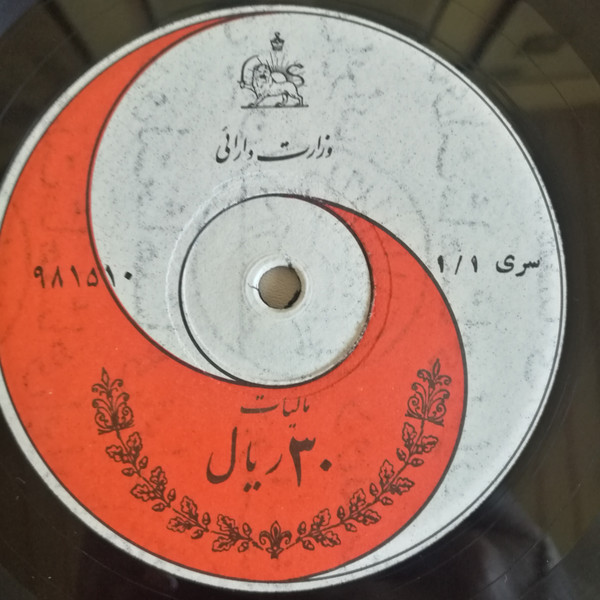 وزارت دارائی
سری ۱/۱
۹۸۱۵۱۰
مالیات
۳۰ ریال